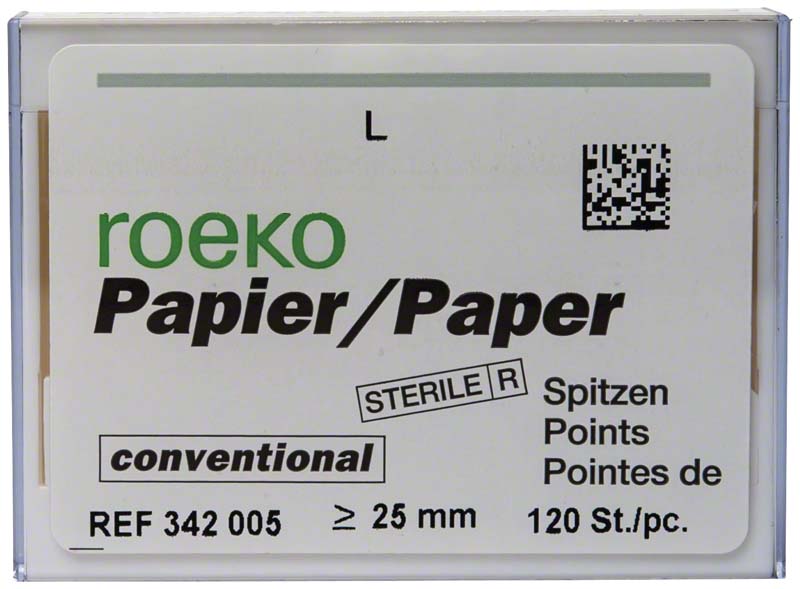 L
roeko
Papier/Paper
STERILE R
Spitzen
Points
Pointes de
conventional
REF 342 005
≥ 25 mm
120 St./pc.